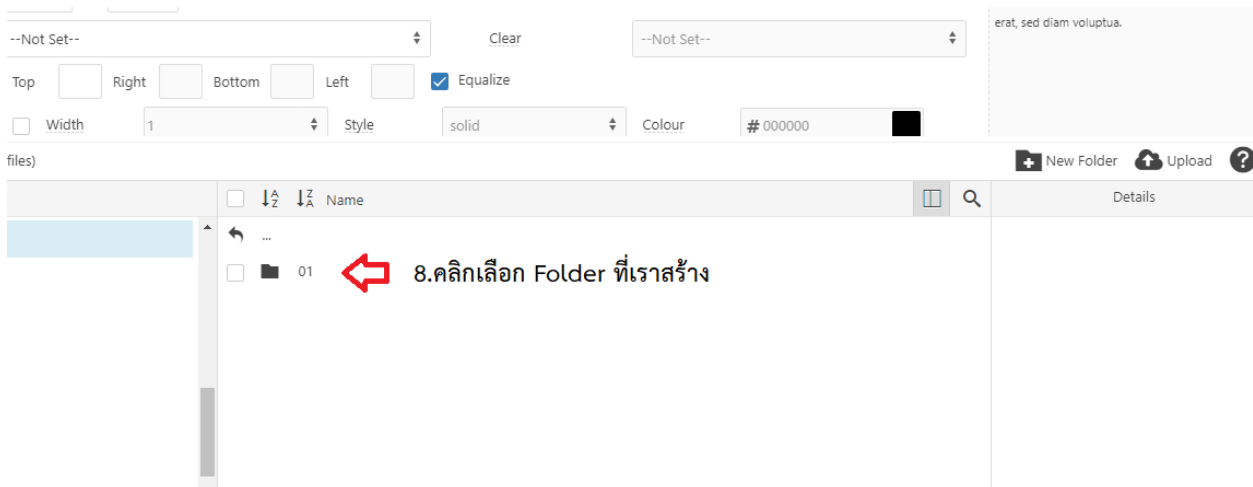 erat, sed diam voluptua.
--Not Set-- Clear --Not Set--
Top Right Bottom Left Equalize
Width 1 Style solid Colour # 000000
files) New Folder Upload ?
Name Details
...
01 8.คลิกเลือก Folder ที่เราสร้าง